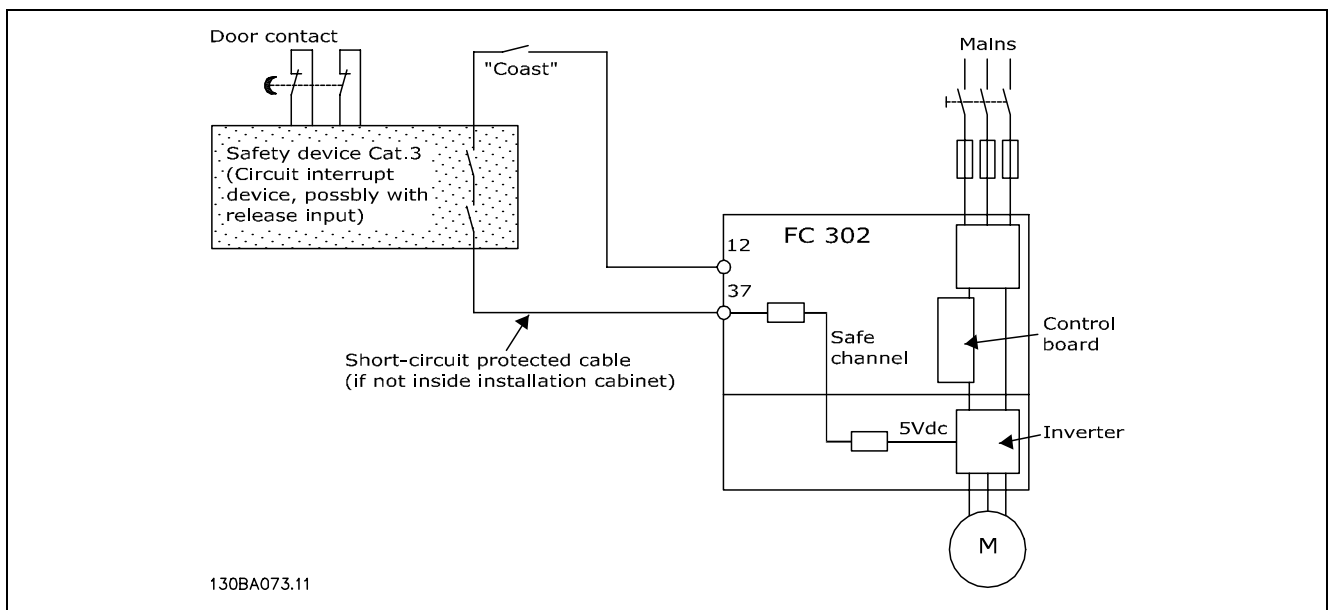 Door contact
"Coast"
Mains
Safety device Cat.3
(Circuit interrupt
device, possbly with
release input)
12
FC 302
37
Safe
channel
Control
board
Short-circuit protected cable
(if not inside installation cabinet)
5Vdc
Inverter
M
130BA073.11